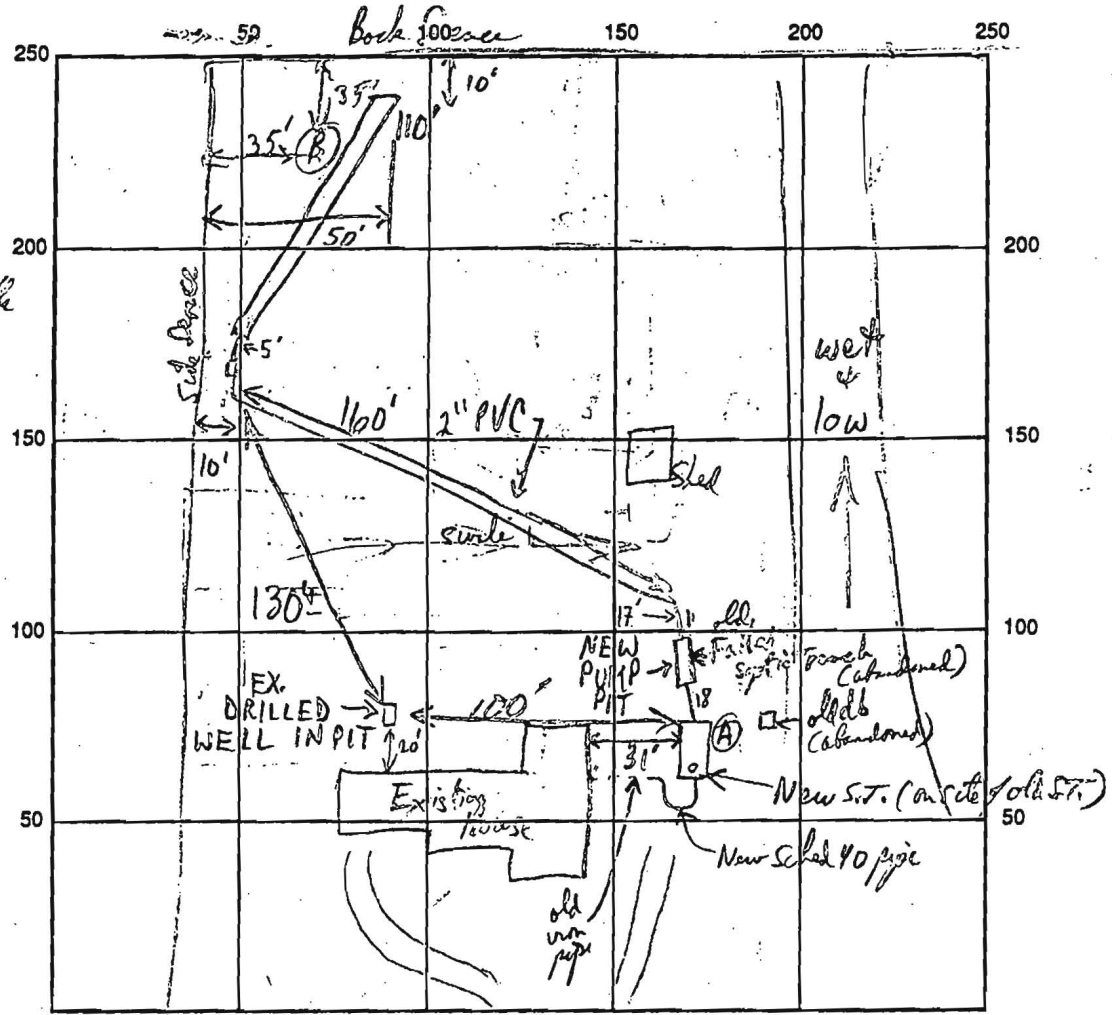 50 Back Fence 100 150 200 250
250
10'
35'
110'
35'
B
50'
200
200
Side Fence
5'
wet
&
low
160'
2" PVC
150
150
10'
Shed
swale
130'±
17'
100
100
old
Failed
Septic Trench
(abandoned)
NEW
PUMP
PIT
EX.
DRILLED
WELL IN PIT
100'
18
A
old db
(abandoned)
20'
31'
New S.T. (on site of old S.T.)
Existing
house
50
50
New Sched 40 pipe
old
iron
pipe